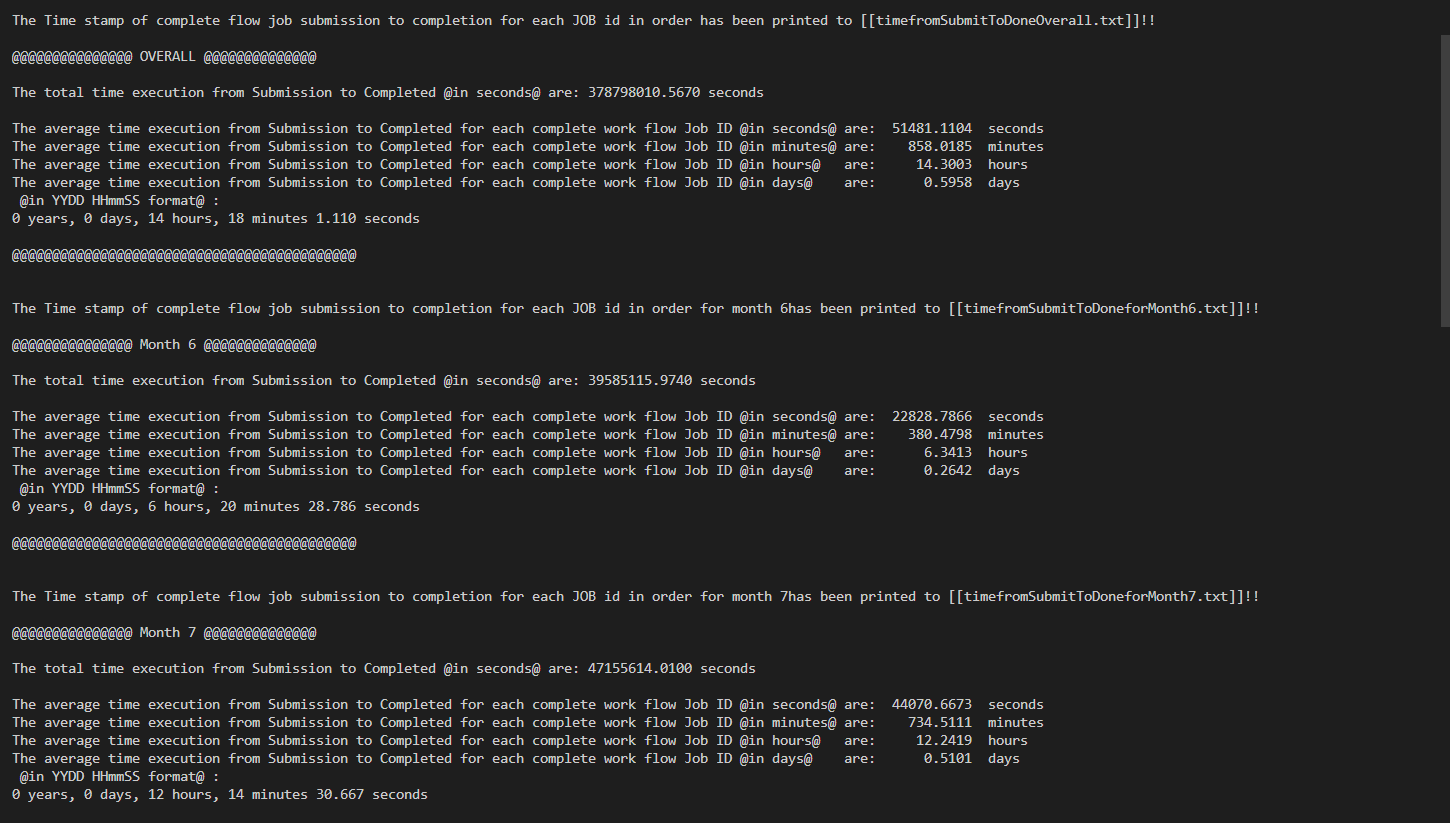 The Time stamp of complete flow job submission to completion for each JOB id in order has been printed to [[timefromSubmitToDoneOverall.txt]]!!
@@@@@@@@@@@@@@@ OVERALL @@@@@@@@@@@@@@
The total time execution from Submission to Completed @in seconds@ are: 378798010.5670 seconds
The average time execution from Submission to Completed for each complete work flow Job ID @in seconds@ are:  51481.1104  seconds
The average time execution from Submission to Completed for each complete work flow Job ID @in minutes@ are:    858.0185  minutes
The average time execution from Submission to Completed for each complete work flow Job ID @in hours@   are:     14.3003  hours
The average time execution from Submission to Completed for each complete work flow Job ID @in days@    are:      0.5958  days
 @in YYDD HHmmSS format@ :
0 years, 0 days, 14 hours, 18 minutes 1.110 seconds
@@@@@@@@@@@@@@@@@@@@@@@@@@@@@@@@@@@@@@@@@@@
The Time stamp of complete flow job submission to completion for each JOB id in order for month 6has been printed to [[timefromSubmitToDoneforMonth6.txt]]!!
@@@@@@@@@@@@@@@ Month 6 @@@@@@@@@@@@@@
The total time execution from Submission to Completed @in seconds@ are: 39585115.9740 seconds
The average time execution from Submission to Completed for each complete work flow Job ID @in seconds@ are:  22828.7866  seconds
The average time execution from Submission to Completed for each complete work flow Job ID @in minutes@ are:    380.4798  minutes
The average time execution from Submission to Completed for each complete work flow Job ID @in hours@   are:      6.3413  hours
The average time execution from Submission to Completed for each complete work flow Job ID @in days@    are:      0.2642  days
 @in YYDD HHmmSS format@ :
0 years, 0 days, 6 hours, 20 minutes 28.786 seconds
@@@@@@@@@@@@@@@@@@@@@@@@@@@@@@@@@@@@@@@@@@@
The Time stamp of complete flow job submission to completion for each JOB id in order for month 7has been printed to [[timefromSubmitToDoneforMonth7.txt]]!!
@@@@@@@@@@@@@@@ Month 7 @@@@@@@@@@@@@@
The total time execution from Submission to Completed @in seconds@ are: 47155614.0100 seconds
The average time execution from Submission to Completed for each complete work flow Job ID @in seconds@ are:  44070.6673  seconds
The average time execution from Submission to Completed for each complete work flow Job ID @in minutes@ are:    734.5111  minutes
The average time execution from Submission to Completed for each complete work flow Job ID @in hours@   are:     12.2419  hours
The average time execution from Submission to Completed for each complete work flow Job ID @in days@    are:      0.5101  days
 @in YYDD HHmmSS format@ :
0 years, 0 days, 12 hours, 14 minutes 30.667 seconds